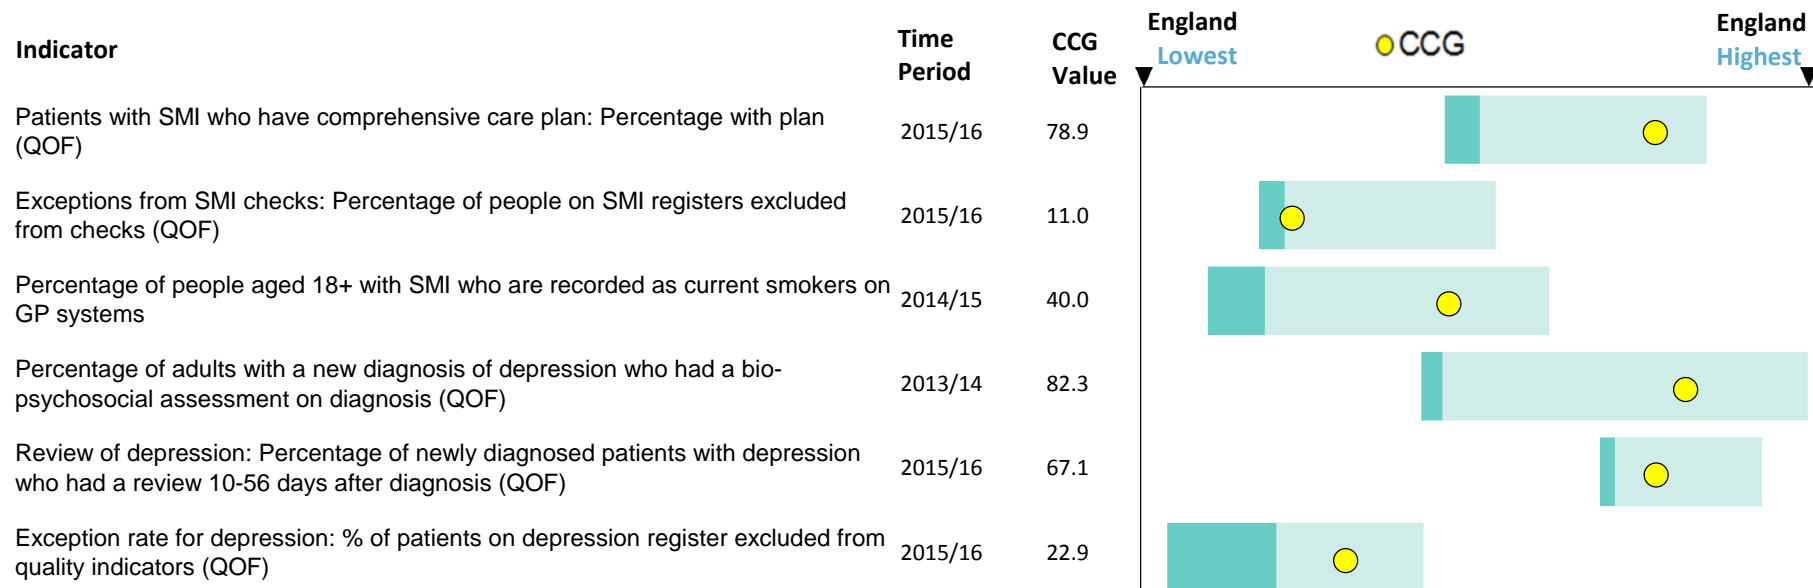 Indicator
Time
Period
CCG
Value
England
Lowest
CCG
England
Highest
Patients with SMI who have comprehensive care plan: Percentage with plan
(QOF)
2015/16
78.9
Exceptions from SMI checks: Percentage of people on SMI registers excluded
from checks (QOF)
2015/16
11.0
Percentage of people aged 18+ with SMI who are recorded as current smokers on
GP systems
2014/15
40.0
Percentage of adults with a new diagnosis of depression who had a bio-
psychosocial assessment on diagnosis (QOF)
2013/14
82.3
Review of depression: Percentage of newly diagnosed patients with depression
who had a review 10-56 days after diagnosis (QOF)
2015/16
67.1
Exception rate for depression: % of patients on depression register excluded from
quality indicators (QOF)
2015/16
22.9